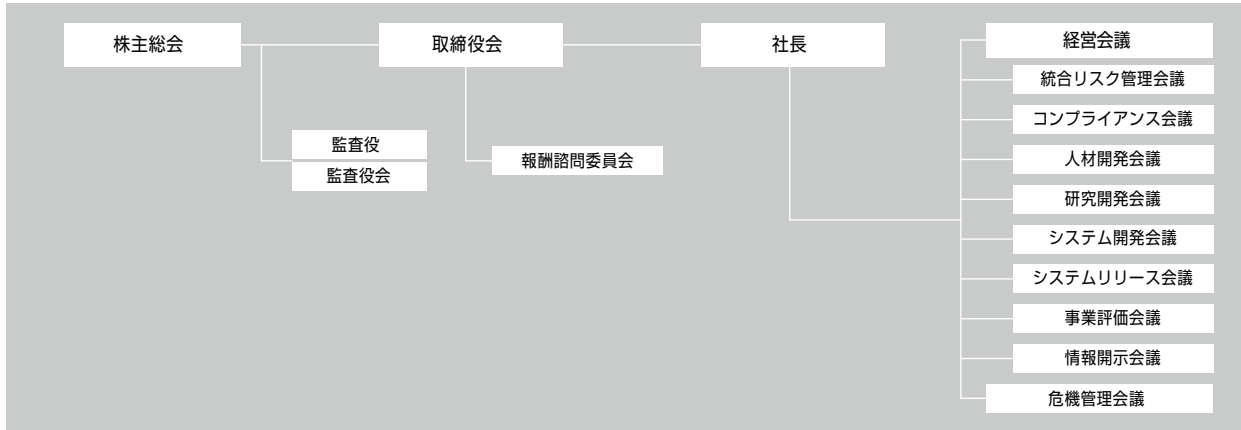 株主総会
取締役会
社長
監査役
監査役会
報酬諮問委員会
経営会議
統合リスク管理会議
コンプライアンス会議
人材開発会議
研究開発会議
システム開発会議
システムリリース会議
事業評価会議
情報開示会議
危機管理会議